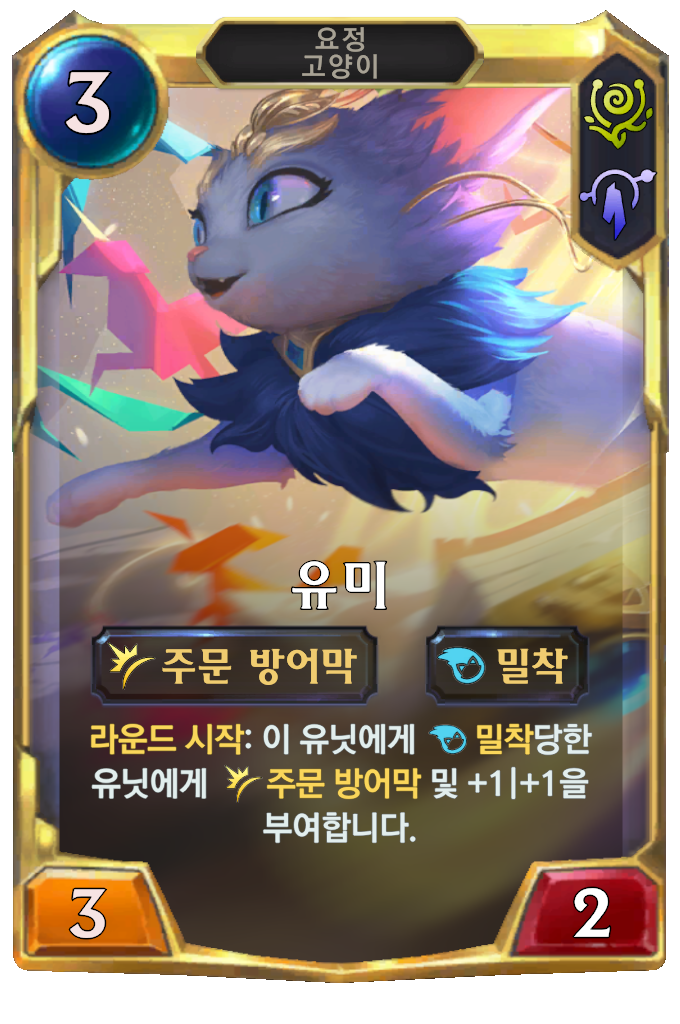 요정
고양이
3
유미
주문 방어막
밀착
라운드 시작: 이 유닛에게 밀착당한
유닛에게 주문 방어막 및 +1|+1을
부여합니다.
3
2